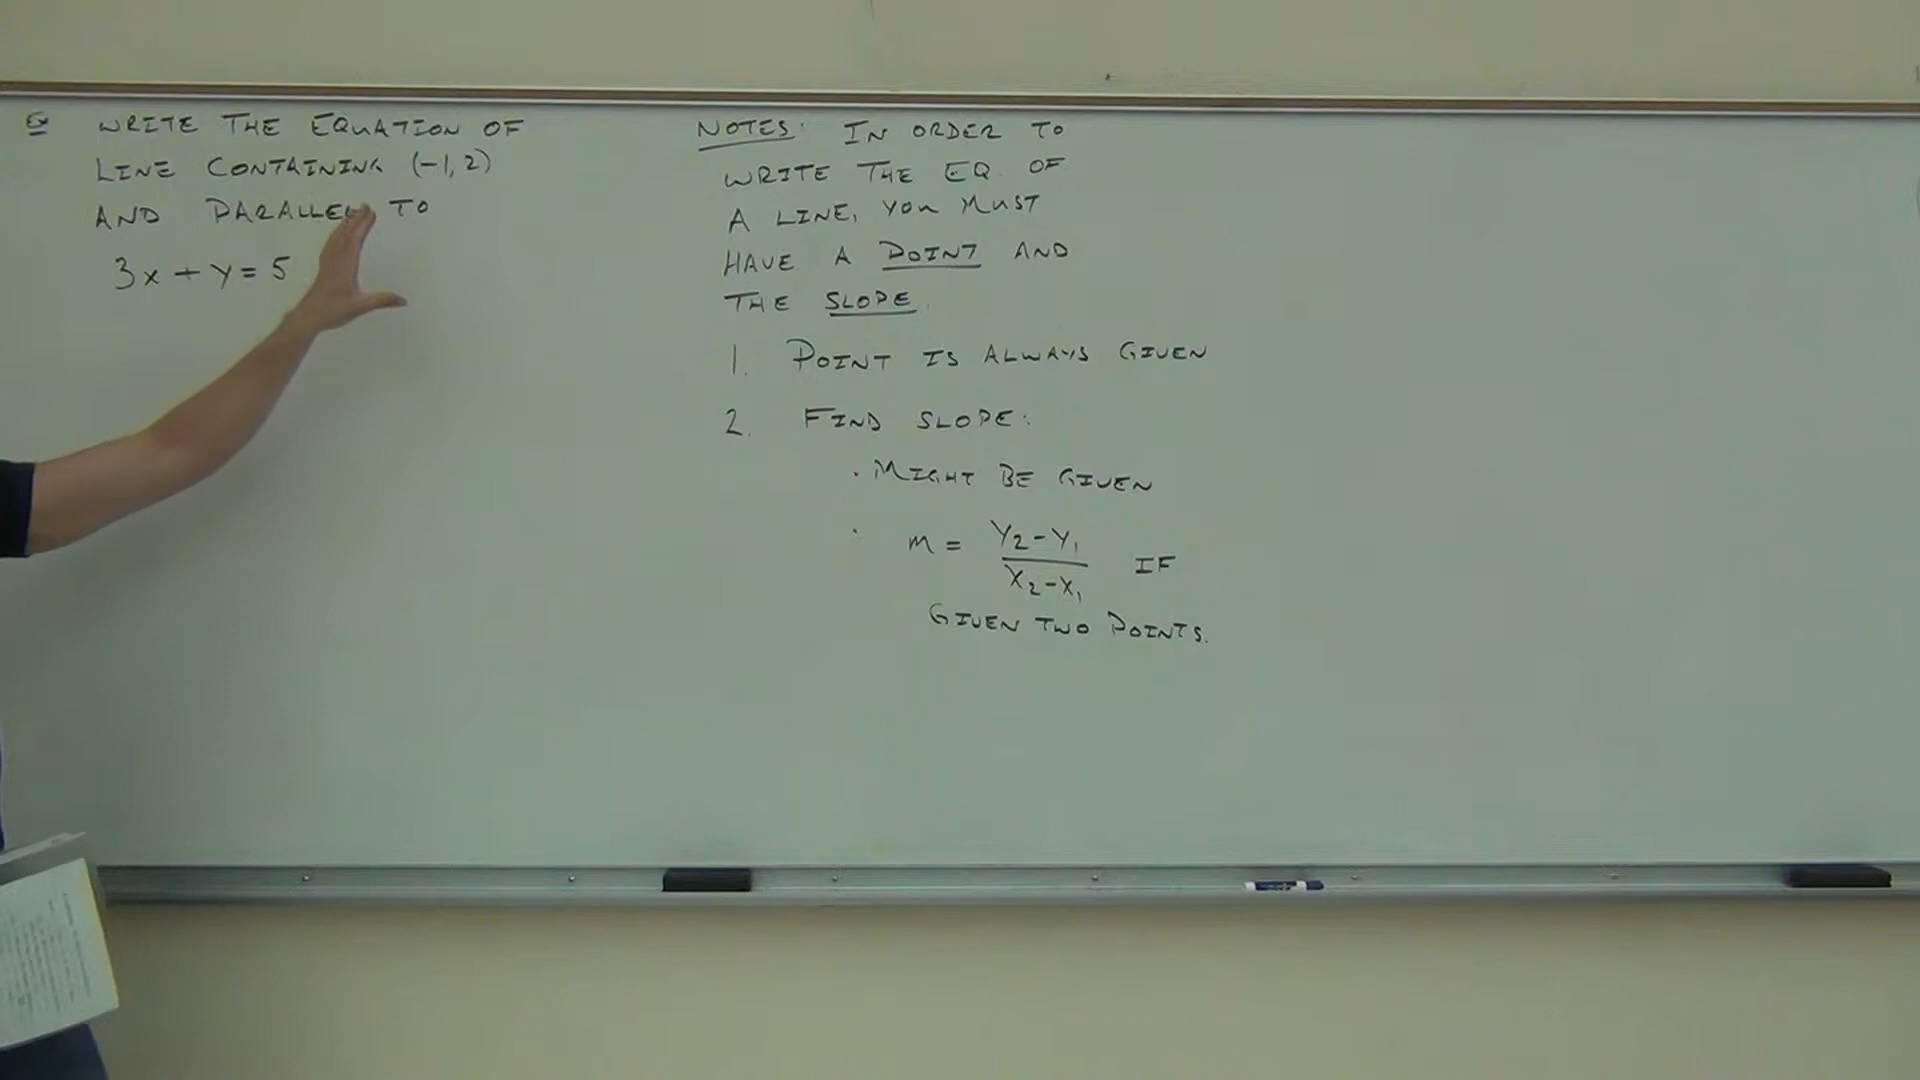 Ex WRITE THE EQUATION OF
LINE CONTAINING (-1, 2)
AND PARALLEL TO
3x + y = 5
NOTES: IN ORDER TO
WRITE THE EQ. OF
A LINE, YOU MUST
HAVE A POINT AND
THE SLOPE.
1. POINT IS ALWAYS GIVEN
2. FIND SLOPE:
· MIGHT BE GIVEN
· m = (y₂-y₁)/(x₂-x₁) IF
GIVEN TWO POINTS.